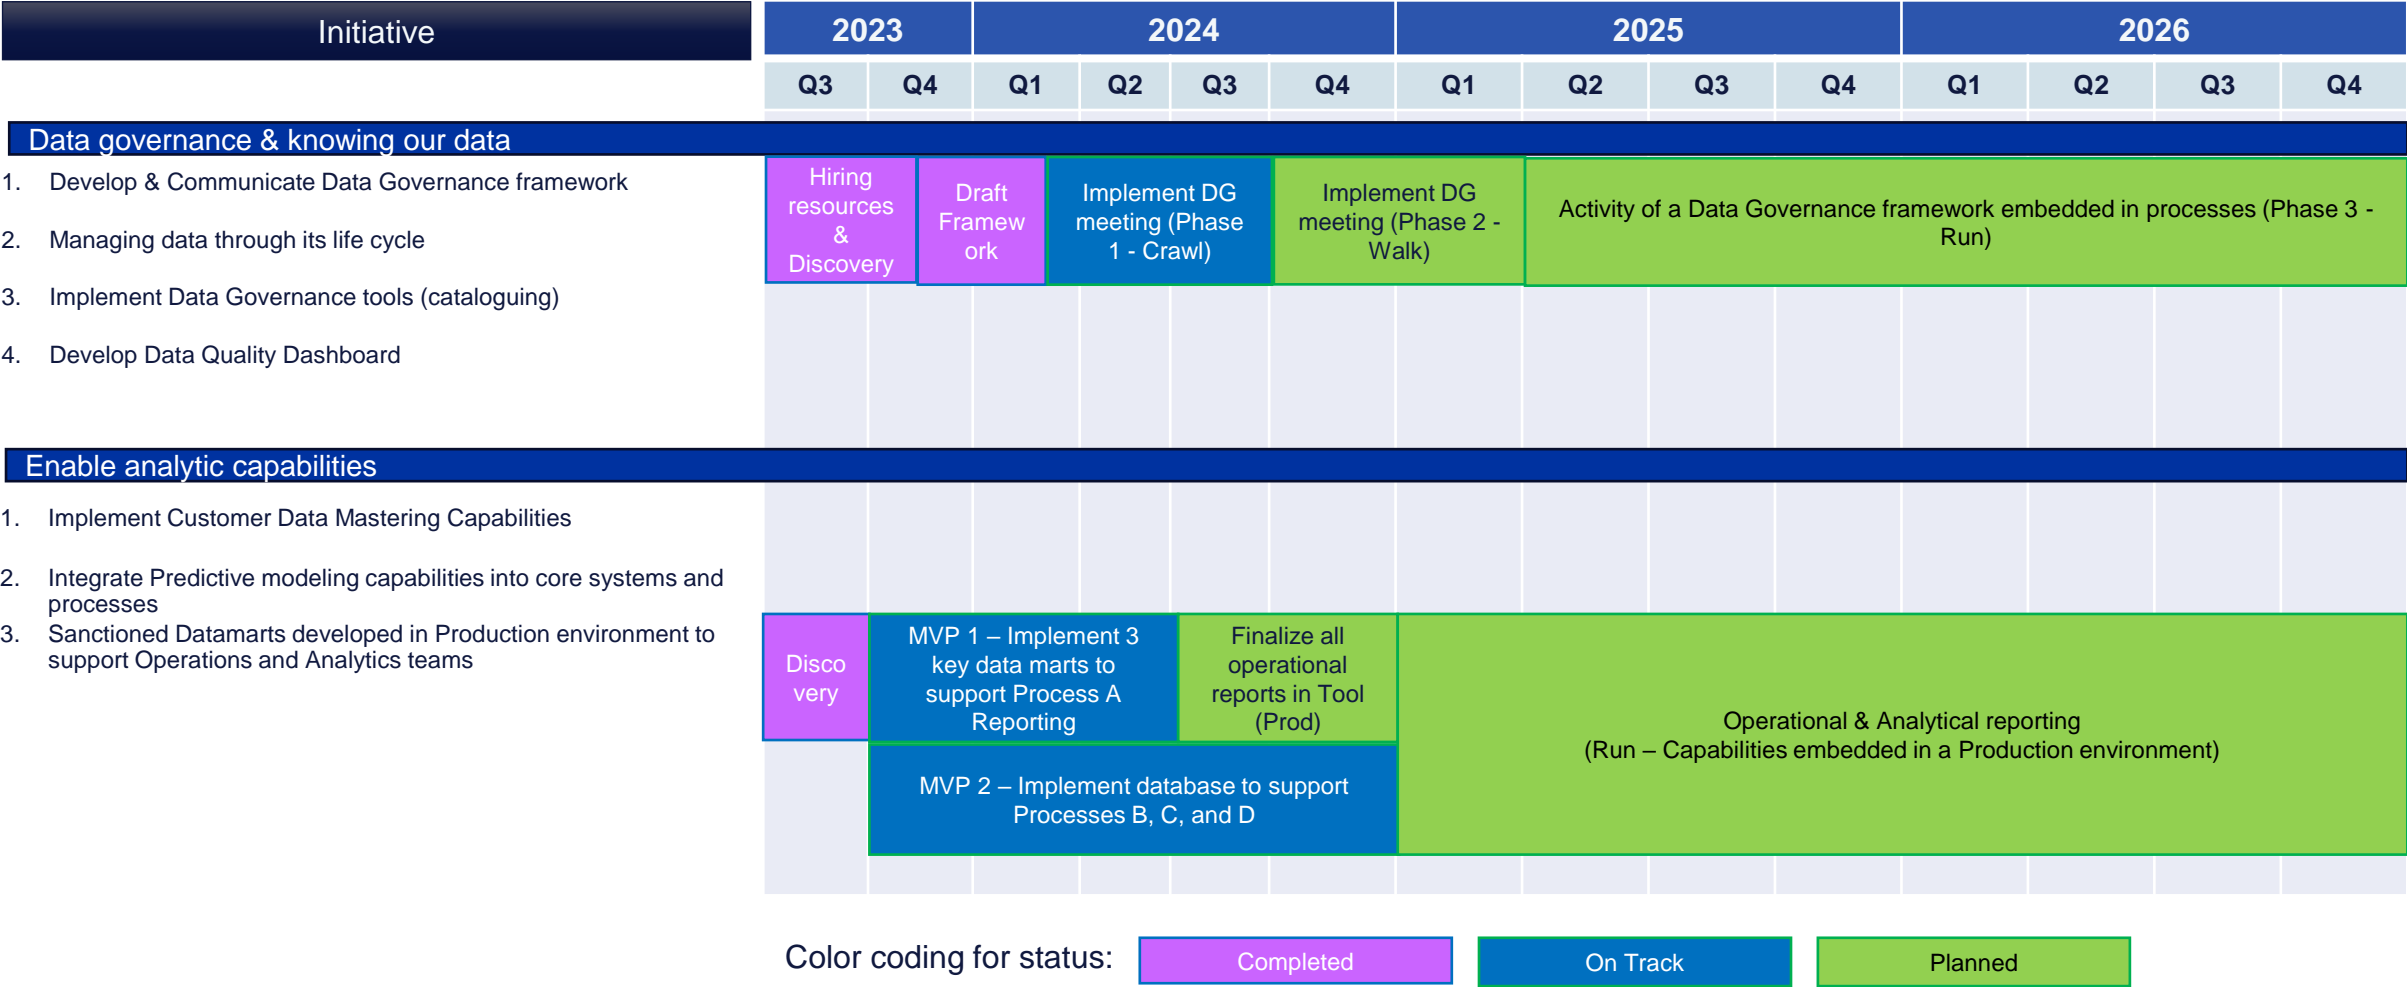 Initiative
2023
2024
2025
2026
Q3
Q4
Q1
Q2
Q3
Q4
Q1
Q2
Q3
Q4
Q1
Q2
Q3
Q4
Data governance & knowing our data
1. Develop & Communicate Data Governance framework
2. Managing data through its life cycle
3. Implement Data Governance tools (cataloguing)
4. Develop Data Quality Dashboard
Hiring
resources
&
Discovery
Draft
Framew
ork
Implement DG
meeting (Phase
1 - Crawl)
Implement DG
meeting (Phase 2 -
Walk)
Activity of a Data Governance framework embedded in processes (Phase 3 -
Run)
Enable analytic capabilities
1. Implement Customer Data Mastering Capabilities
2. Integrate Predictive modeling capabilities into core systems and
processes
3. Sanctioned Datamarts developed in Production environment to
support Operations and Analytics teams
Disco
very
MVP 1 – Implement 3
key data marts to
support Process A
Reporting
Finalize all
operational
reports in Tool
(Prod)
MVP 2 – Implement database to support
Processes B, C, and D
Operational & Analytical reporting
(Run – Capabilities embedded in a Production environment)
Color coding for status:
Completed
On Track
Planned